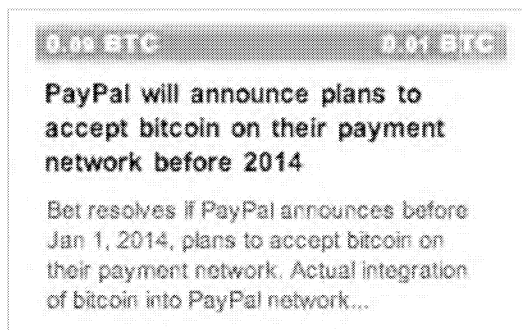 0.09 BTC 0.01 BTC
PayPal will announce plans to
accept bitcoin on their payment
network before 2014
Bet resolves if PayPal announces before
Jan 1, 2014, plans to accept bitcoin on
their payment network. Actual integration
of bitcoin into PayPal network...